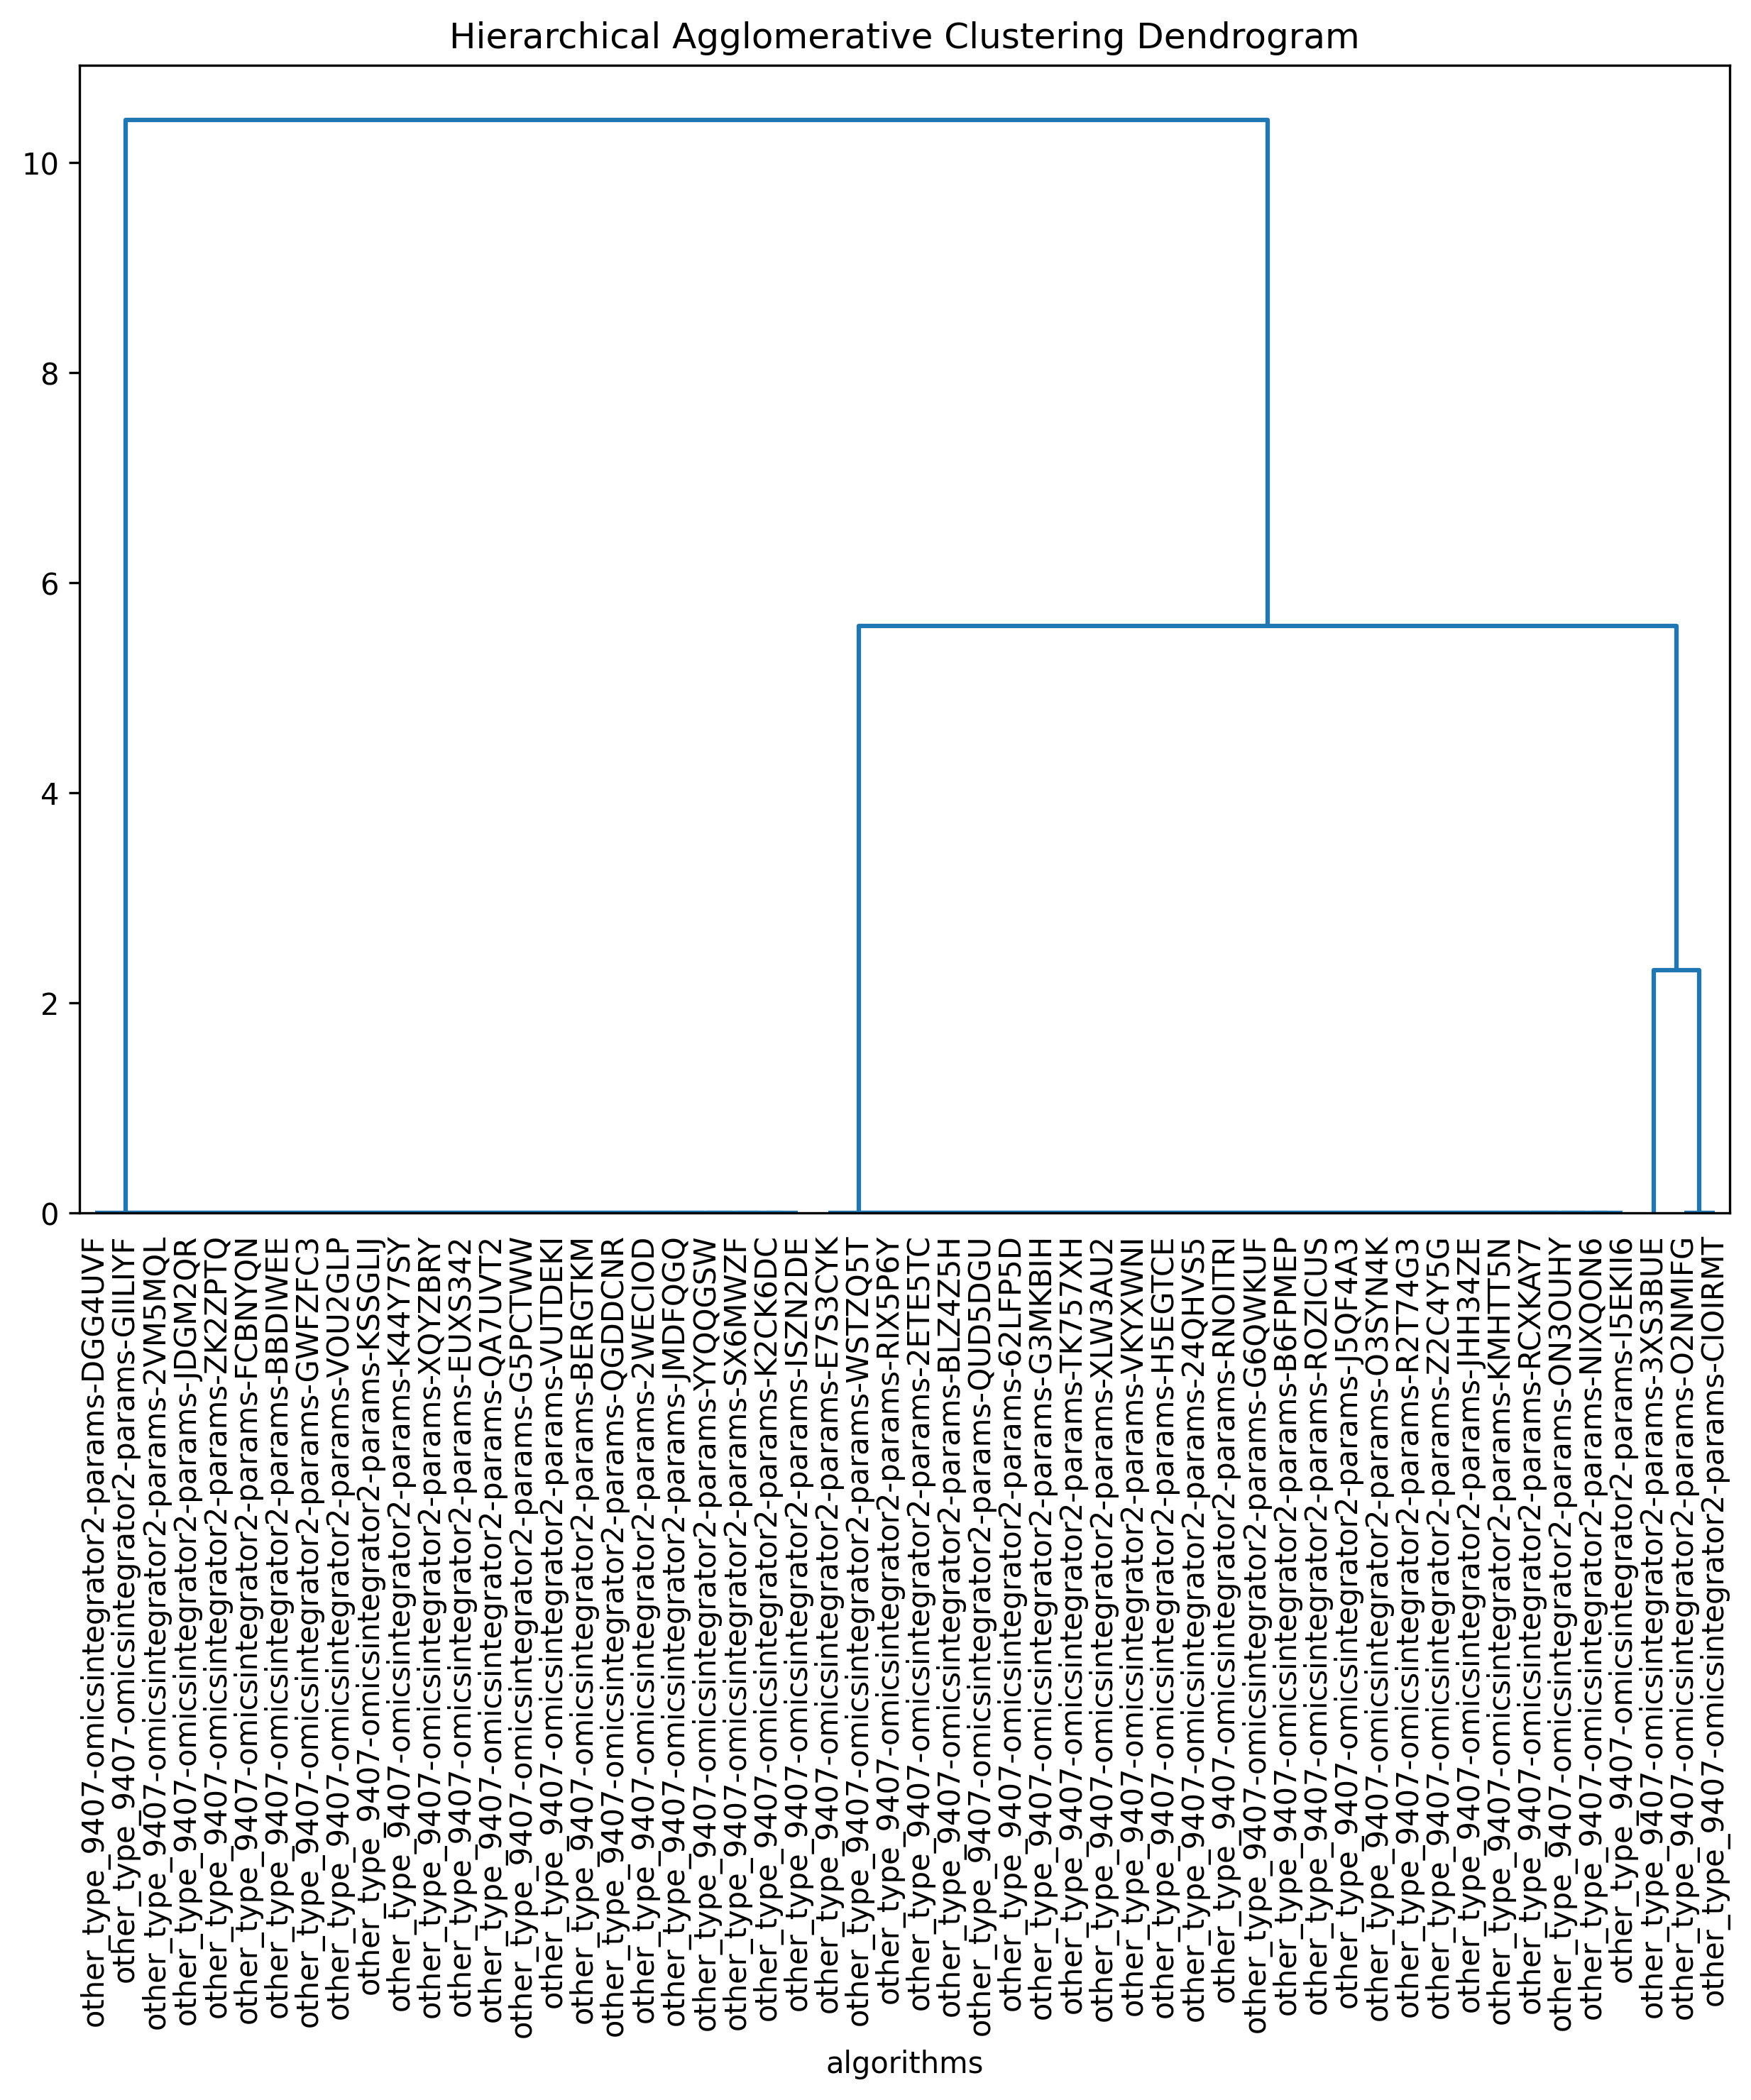 Hierarchical Agglomerative Clustering Dendrogram
10
8
6
4
2
0
other_type_9407-omicsintegrator2-params-DGG4UVF
other_type_9407-omicsintegrator2-params-GIILIYF
other_type_9407-omicsintegrator2-params-2VM5MQL
other_type_9407-omicsintegrator2-params-JDGM2QR
other_type_9407-omicsintegrator2-params-ZK2ZPTQ
other_type_9407-omicsintegrator2-params-FCBNYQN
other_type_9407-omicsintegrator2-params-BBDIWEE
other_type_9407-omicsintegrator2-params-GWFZFC3
other_type_9407-omicsintegrator2-params-VOU2GLP
other_type_9407-omicsintegrator2-params-KSSGLIJ
other_type_9407-omicsintegrator2-params-K44Y7SY
other_type_9407-omicsintegrator2-params-XQYZBRY
other_type_9407-omicsintegrator2-params-EUXS342
other_type_9407-omicsintegrator2-params-QA7UVT2
other_type_9407-omicsintegrator2-params-G5PCTWW
other_type_9407-omicsintegrator2-params-VUTDEKI
other_type_9407-omicsintegrator2-params-BERGTKM
other_type_9407-omicsintegrator2-params-QGDDCNR
other_type_9407-omicsintegrator2-params-2WECIOD
other_type_9407-omicsintegrator2-params-JMDFQGQ
other_type_9407-omicsintegrator2-params-YYQQGSW
other_type_9407-omicsintegrator2-params-SX6MWZF
other_type_9407-omicsintegrator2-params-K2CK6DC
other_type_9407-omicsintegrator2-params-ISZN2DE
other_type_9407-omicsintegrator2-params-E7S3CYK
other_type_9407-omicsintegrator2-params-WSTZQ5T
other_type_9407-omicsintegrator2-params-RIX5P6Y
other_type_9407-omicsintegrator2-params-2ETE5TC
other_type_9407-omicsintegrator2-params-BLZ4Z5H
other_type_9407-omicsintegrator2-params-QUD5DGU
other_type_9407-omicsintegrator2-params-62LFP5D
other_type_9407-omicsintegrator2-params-G3MKBIH
other_type_9407-omicsintegrator2-params-TK757XH
other_type_9407-omicsintegrator2-params-XLW3AU2
other_type_9407-omicsintegrator2-params-VKYXWNI
other_type_9407-omicsintegrator2-params-H5EGTCE
other_type_9407-omicsintegrator2-params-24QHVS5
other_type_9407-omicsintegrator2-params-RNOITRI
other_type_9407-omicsintegrator2-params-G6QWKUF
other_type_9407-omicsintegrator2-params-B6FPMEP
other_type_9407-omicsintegrator2-params-ROZICUS
other_type_9407-omicsintegrator2-params-J5QF4A3
other_type_9407-omicsintegrator2-params-O3SYN4K
other_type_9407-omicsintegrator2-params-R2T74G3
other_type_9407-omicsintegrator2-params-Z2C4Y5G
other_type_9407-omicsintegrator2-params-JHH34ZE
other_type_9407-omicsintegrator2-params-KMHTT5N
other_type_9407-omicsintegrator2-params-RCXKAY7
other_type_9407-omicsintegrator2-params-ON3OUHY
other_type_9407-omicsintegrator2-params-NIXQON6
other_type_9407-omicsintegrator2-params-I5EKII6
other_type_9407-omicsintegrator2-params-3XS3BUE
other_type_9407-omicsintegrator2-params-O2NMIFG
other_type_9407-omicsintegrator2-params-CIOIRMT
algorithms